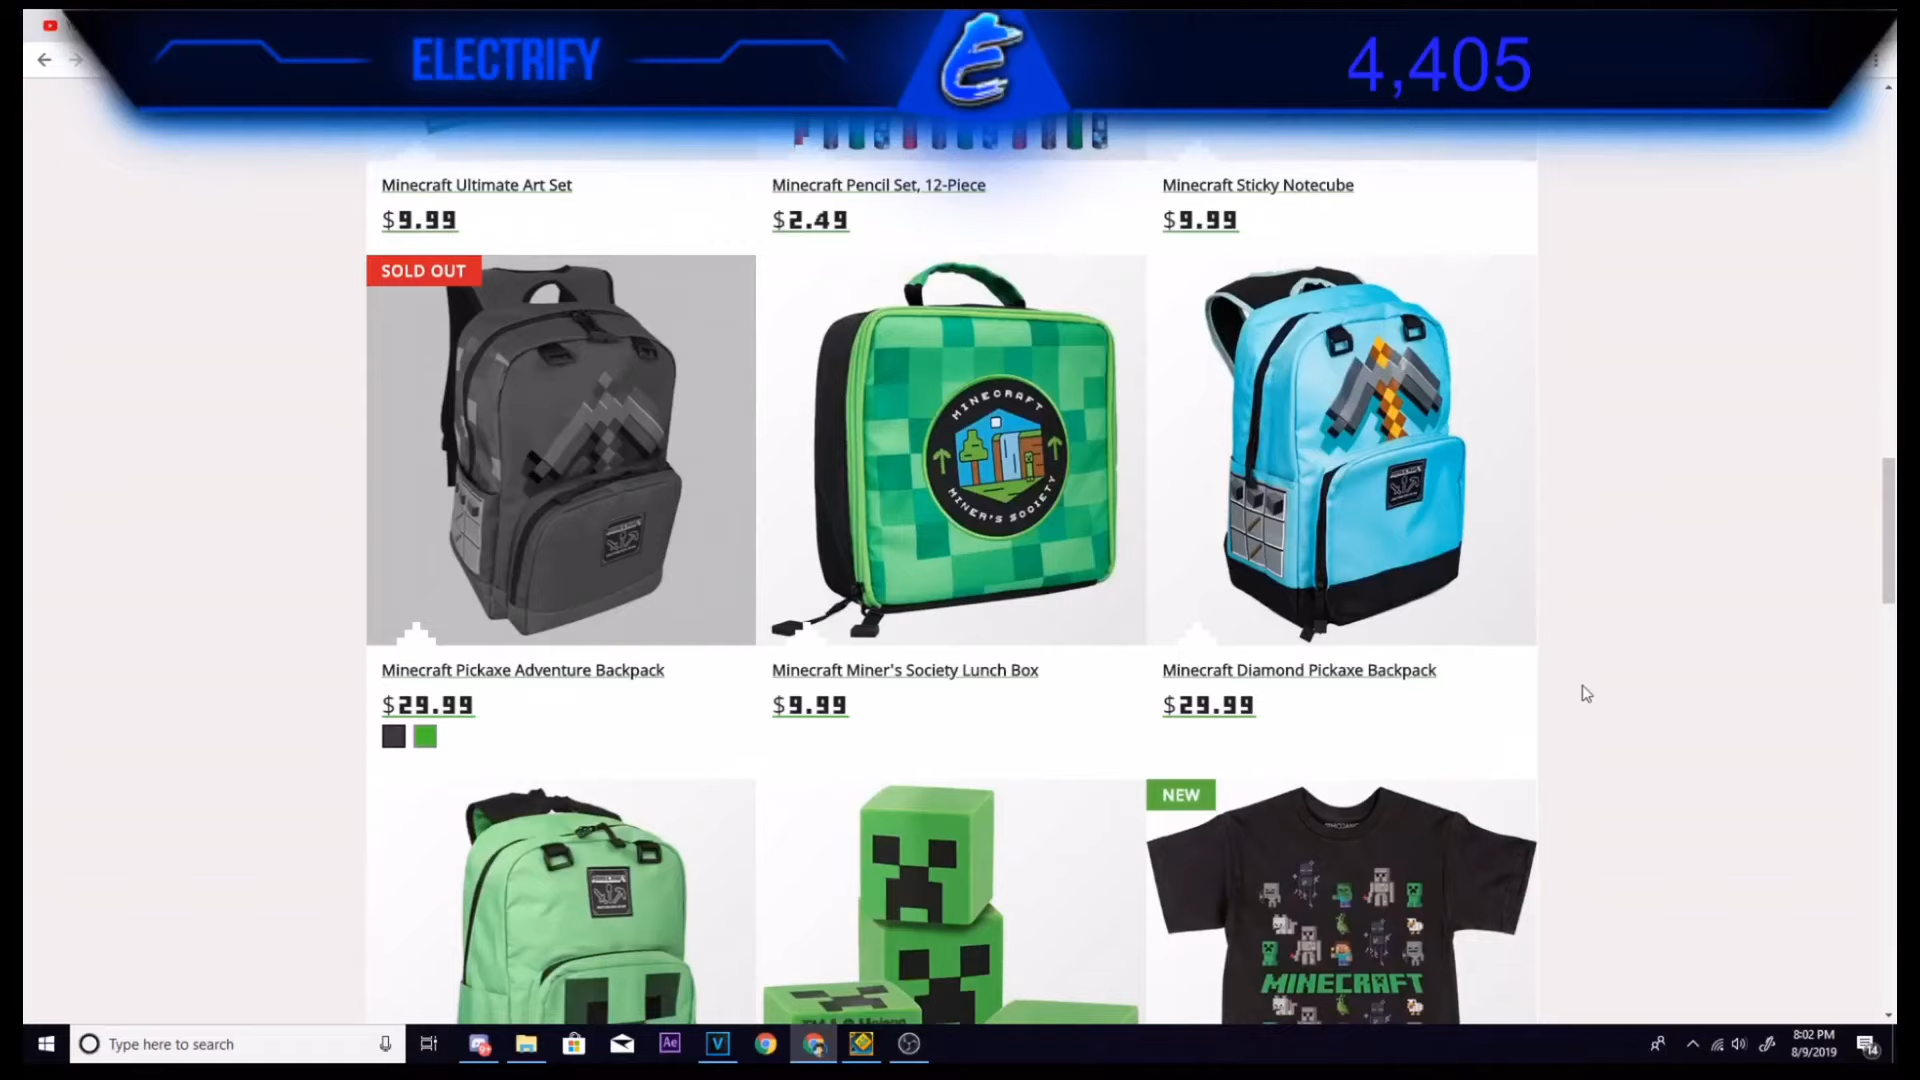 ELECTRIFY
4,405
Minecraft Ultimate Art Set
$9.99
Minecraft Pencil Set, 12-Piece
$2.49
Minecraft Sticky Notecube
$9.99
SOLD OUT
MINECRAFT
MINER'S SOCIETY
Minecraft Pickaxe Adventure Backpack
$29.99
Minecraft Miner's Society Lunch Box
$9.99
Minecraft Diamond Pickaxe Backpack
$29.99
NEW
MINECRAFT
Type here to search
Ae
V
8:02 PM
8/9/2019
14